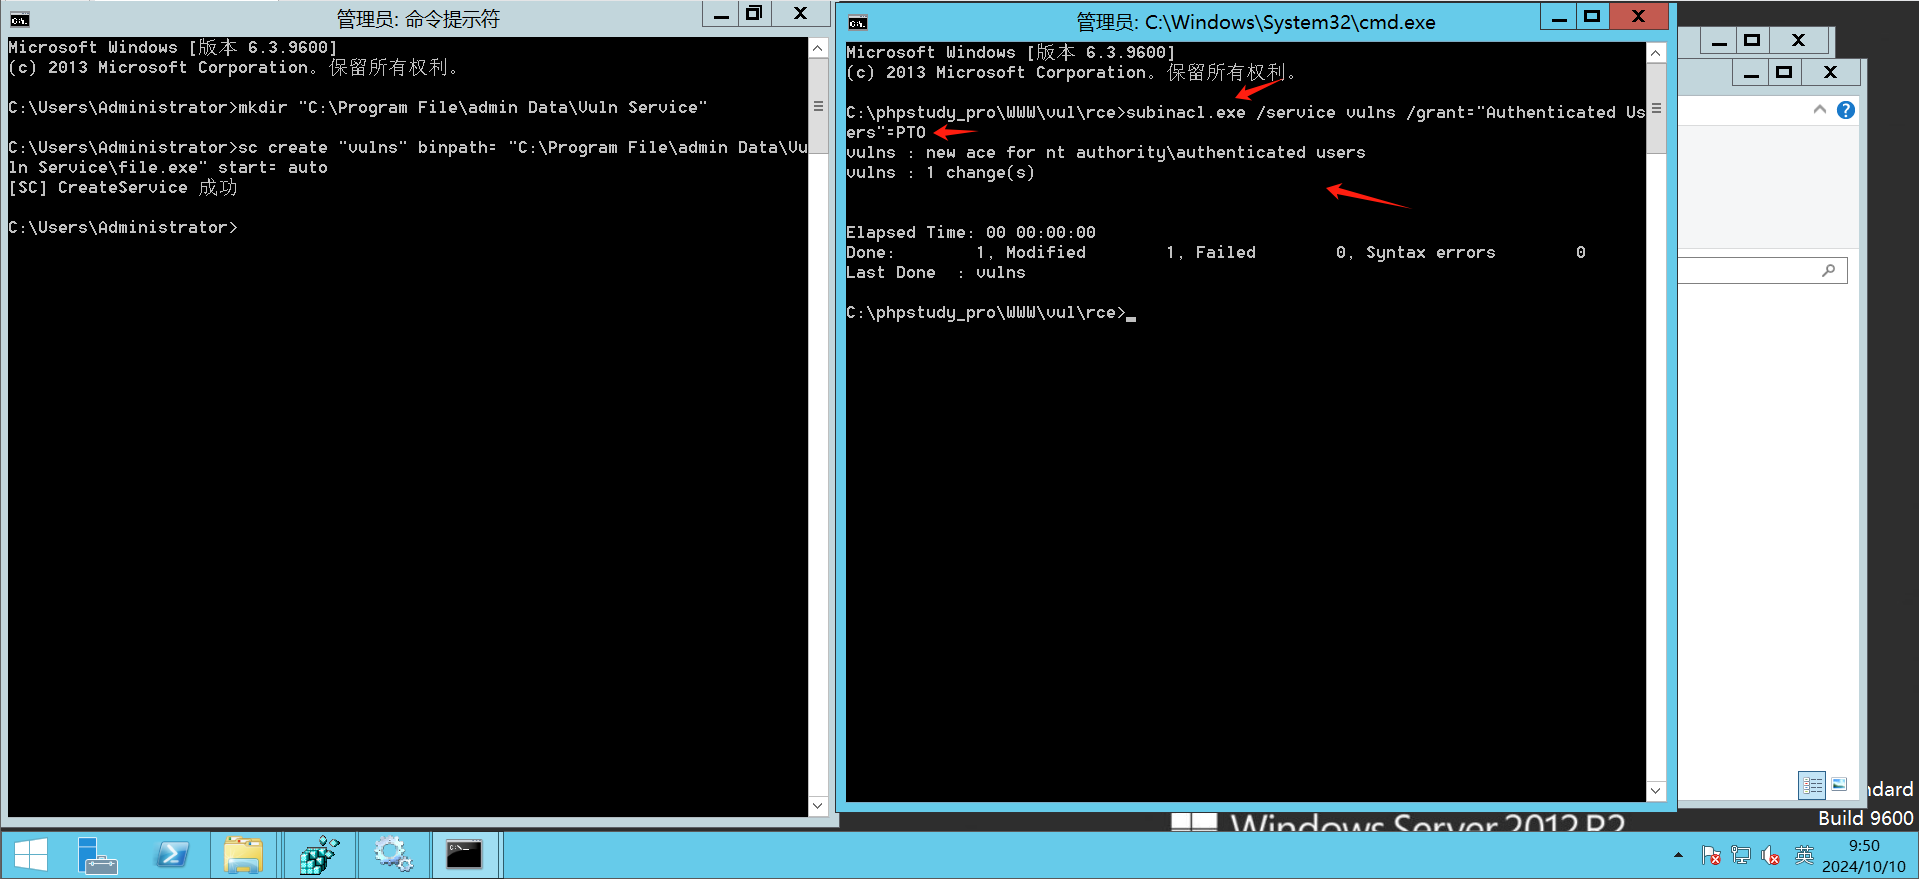 管理员: 命令提示符
Microsoft Windows [版本 6.3.9600]
(c) 2013 Microsoft Corporation。保留所有权利。
C:\Users\Administrator>mkdir "C:\Program File\admin Data\Vuln Service"
C:\Users\Administrator>sc create "vulns" binpath= "C:\Program File\admin Data\Vu
ln Service\file.exe" start= auto
[SC] CreateService 成功
C:\Users\Administrator>
管理员: C:\Windows\System32\cmd.exe
Microsoft Windows [版本 6.3.9600]
(c) 2013 Microsoft Corporation。保留所有权利。
C:\phpstudy_pro\WWW\vul\rce>subinacl.exe /service vulns /grant="Authenticated Us
ers"=PTO
vulns : new ace for nt authority\authenticated users
vulns : 1 change(s)
Elapsed Time: 00 00:00:00
Done:        1, Modified        1, Failed        0, Syntax errors        0
Last Done  : vulns
C:\phpstudy_pro\WWW\vul\rce>
ndard
Build 9600
Windows Server 2012 R2
英
9:50
2024/10/10